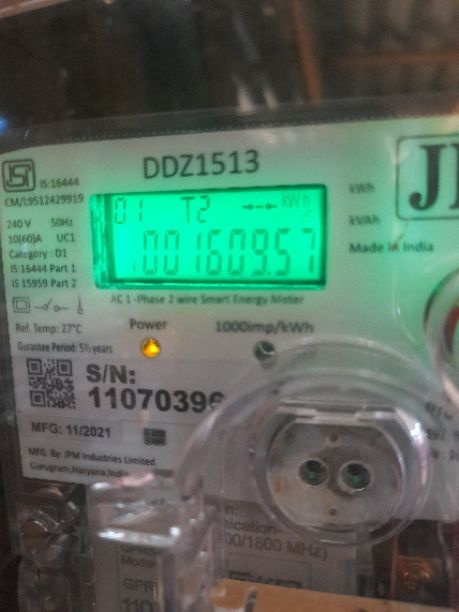 DDZ1513
IS:16444
CM/L9512429919
01 T2 kWh
001609.57
kWh
kVAh
Made in India
240 V 50Hz
10(60)A UC1
Category : D1
IS:16444 Part 1
IS 15959 Part 2
AC 1-Phase 2 wire Smart Energy Meter
Ref. Temp: 27°C
Power
1000imp/kWh
Gurantee Period: 5½ years
S/N:
11070396
MFG: 11/2021
MFG. By: JPM Industries Limited
Gurugram,Haryana,India